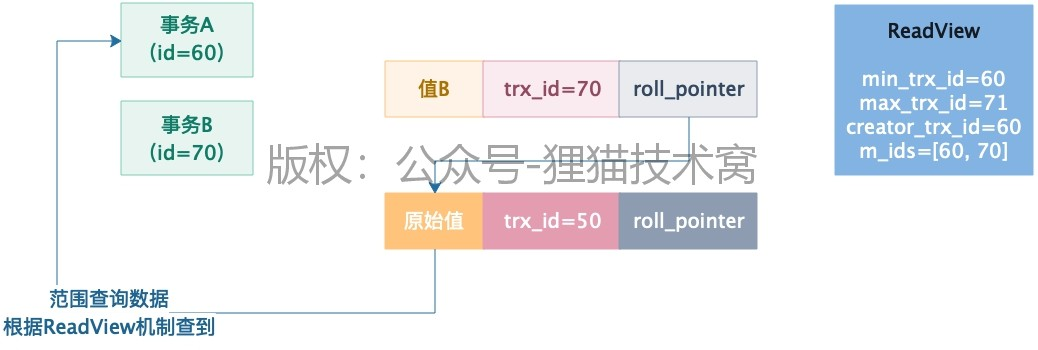 事务A
（id=60）
事务B
（id=70）
值B
trx_id=70
roll_pointer
原始值
trx_id=50
roll_pointer
ReadView
min_trx_id=60
max_trx_id=71
creator_trx_id=60
m_ids=[60, 70]
版权：公众号-狸猫技术窝
范围查询数据
根据ReadView机制查到